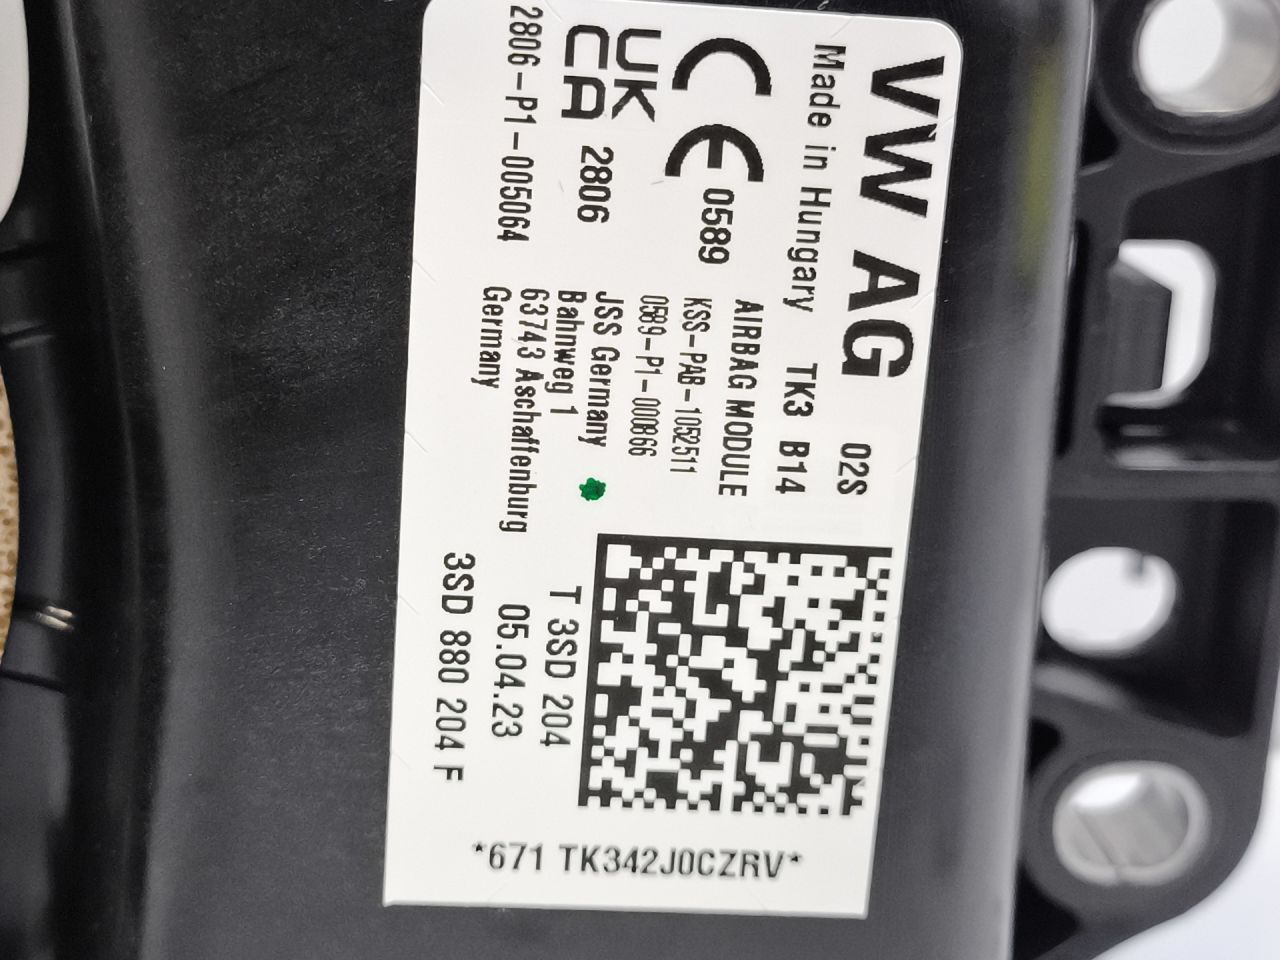 VW AG 02S
Made in Hungary TK3 B14
CE 0589
AIRBAG MODULE
KSS-PAB-1052511
0589-P1-000866
UK
CA 2806
2806-P1-005064
JSS Germany
Bahnweg 1
63743 Aschaffenburg
Germany
T 3SD 204
05.04.23
3SD 880 204 F
*671 TK342J0CZRV*